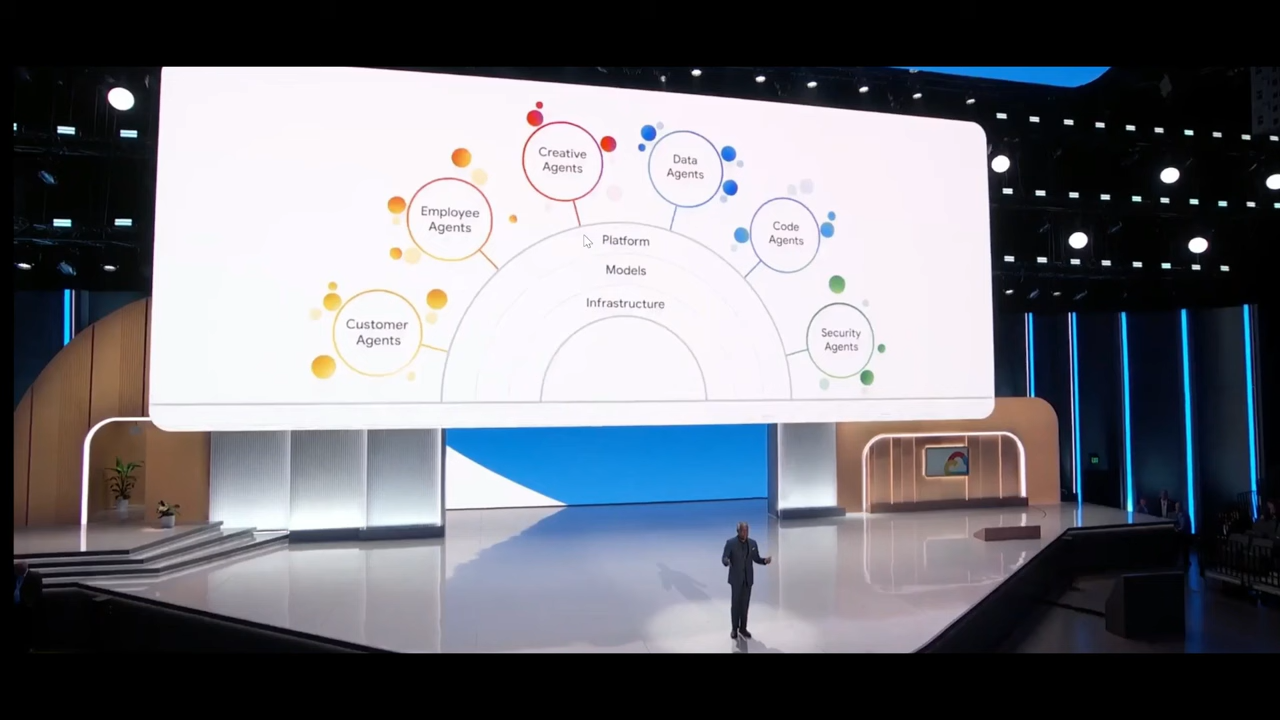 Creative
Agents
Data
Agents
Employee
Agents
Code
Agents
Platform
Models
Infrastructure
Customer
Agents
Security
Agents